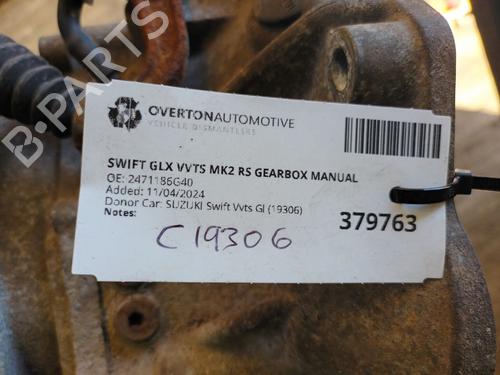 B-PARTS
OVERTONAUTOMOTIVE
VEHICLE DISMANTLERS
SWIFT GLX VVTS MK2 RS GEARBOX MANUAL
OE: 2471186G40
Added: 11/04/2024
Donor Car: SUZUKI Swift Vvts Gl (19306)
Notes:
379763
C19306